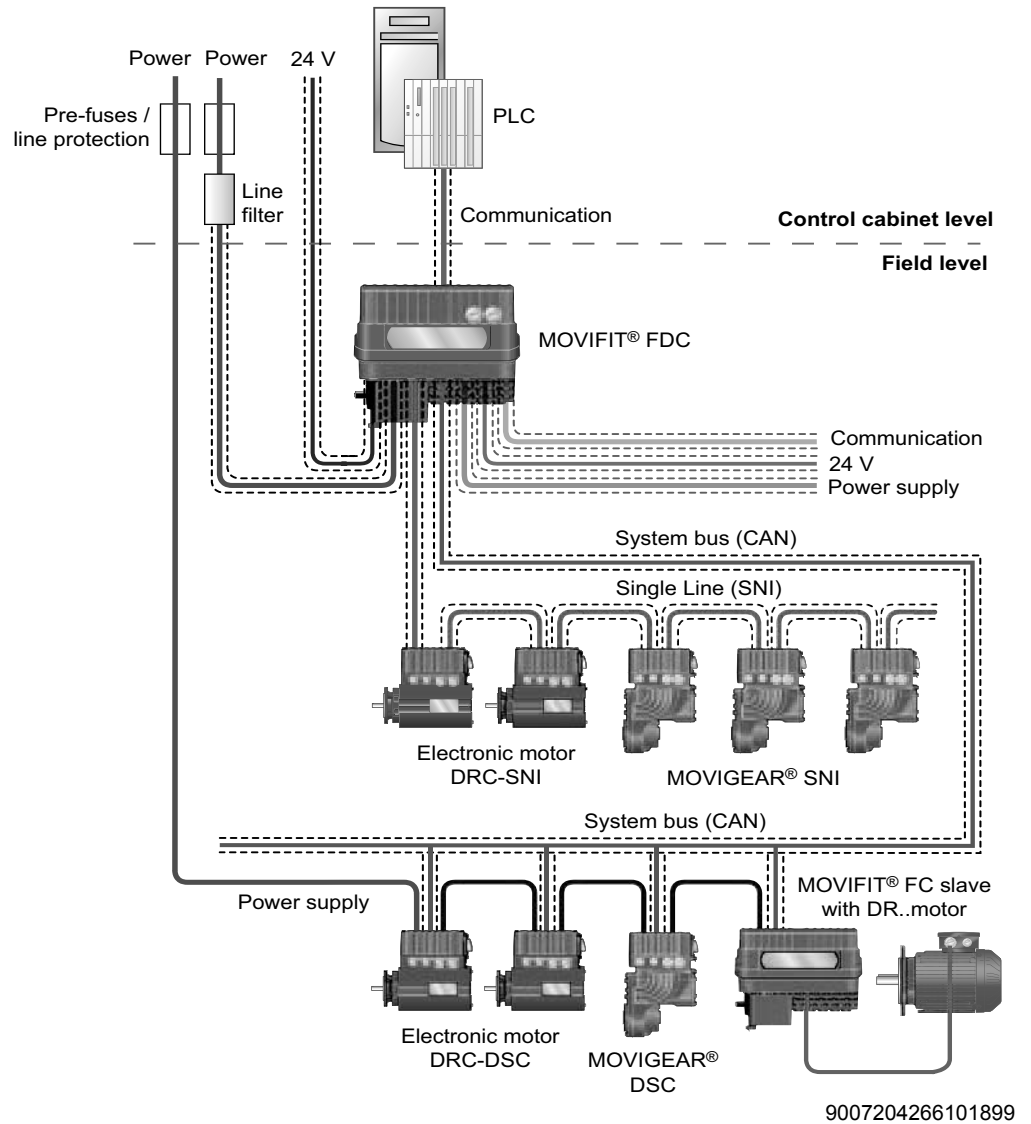 Power Power 24 V
Pre-fuses /
line protection
PLC
Line
filter
Communication
Control cabinet level
Field level
MOVIFIT® FDC
Communication
24 V
Power supply
System bus (CAN)
Single Line (SNI)
Electronic motor
DRC-SNI
MOVIGEAR® SNI
System bus (CAN)
Power supply
MOVIFIT® FC slave
with DR..motor
Electronic motor
DRC-DSC
MOVIGEAR®
DSC
9007204266101899